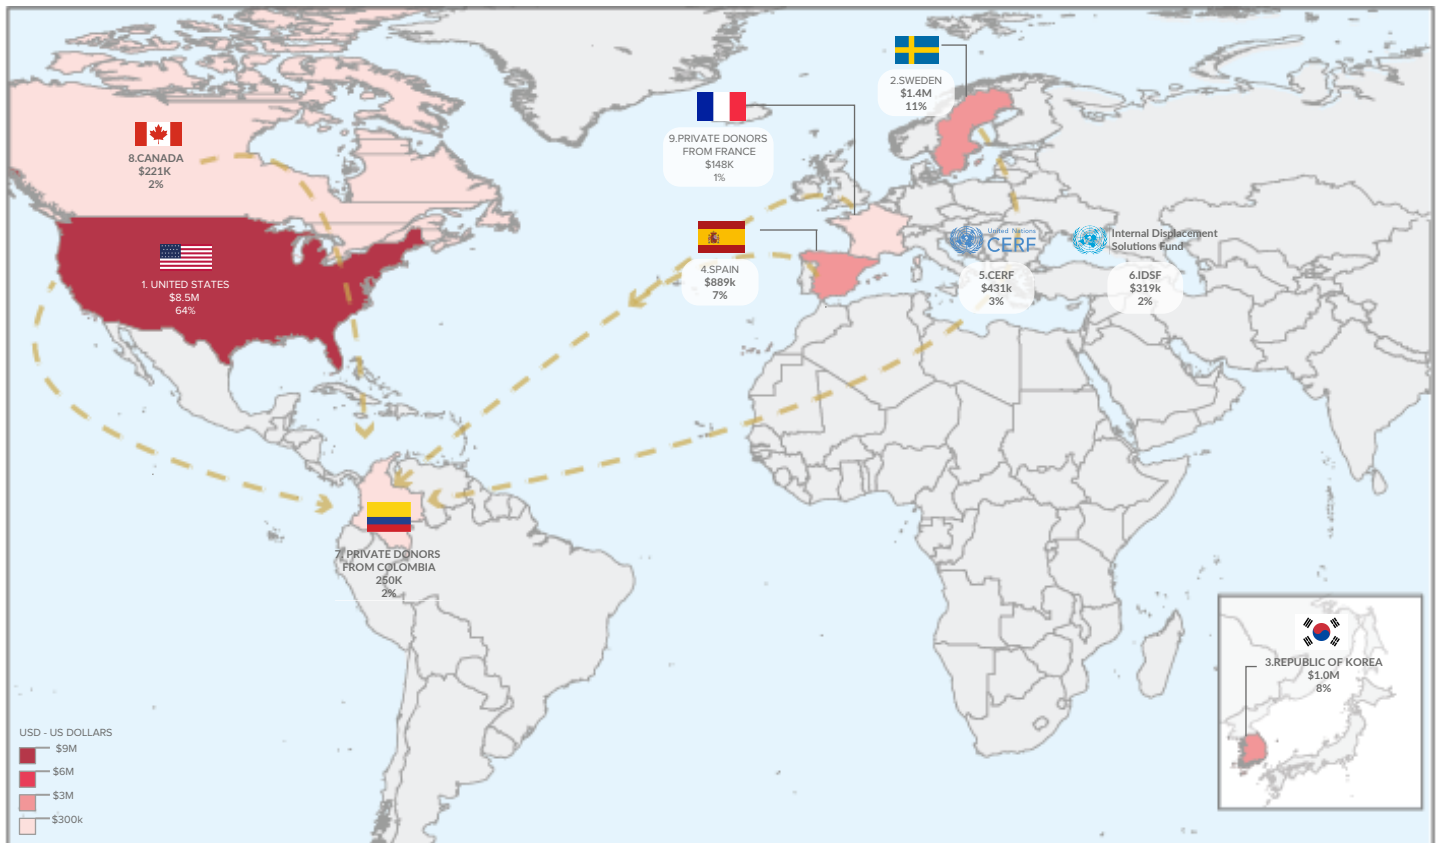 2.SWEDEN
$1.4M
11%
9.PRIVATE DONORS
FROM FRANCE
$148K
1%
8.CANADA
$221K
2%
4.SPAIN
$889k
7%
United Nations
CERF
5.CERF
$431k
3%
Internal Displacement
Solutions Fund
6.IDSF
$319k
2%
1. UNITED STATES
$8.5M
64%
7. PRIVATE DONORS
FROM COLOMBIA
250K
2%
3.REPUBLIC OF KOREA
$1.0M
8%
USD - US DOLLARS
$9M
$6M
$3M
$300k